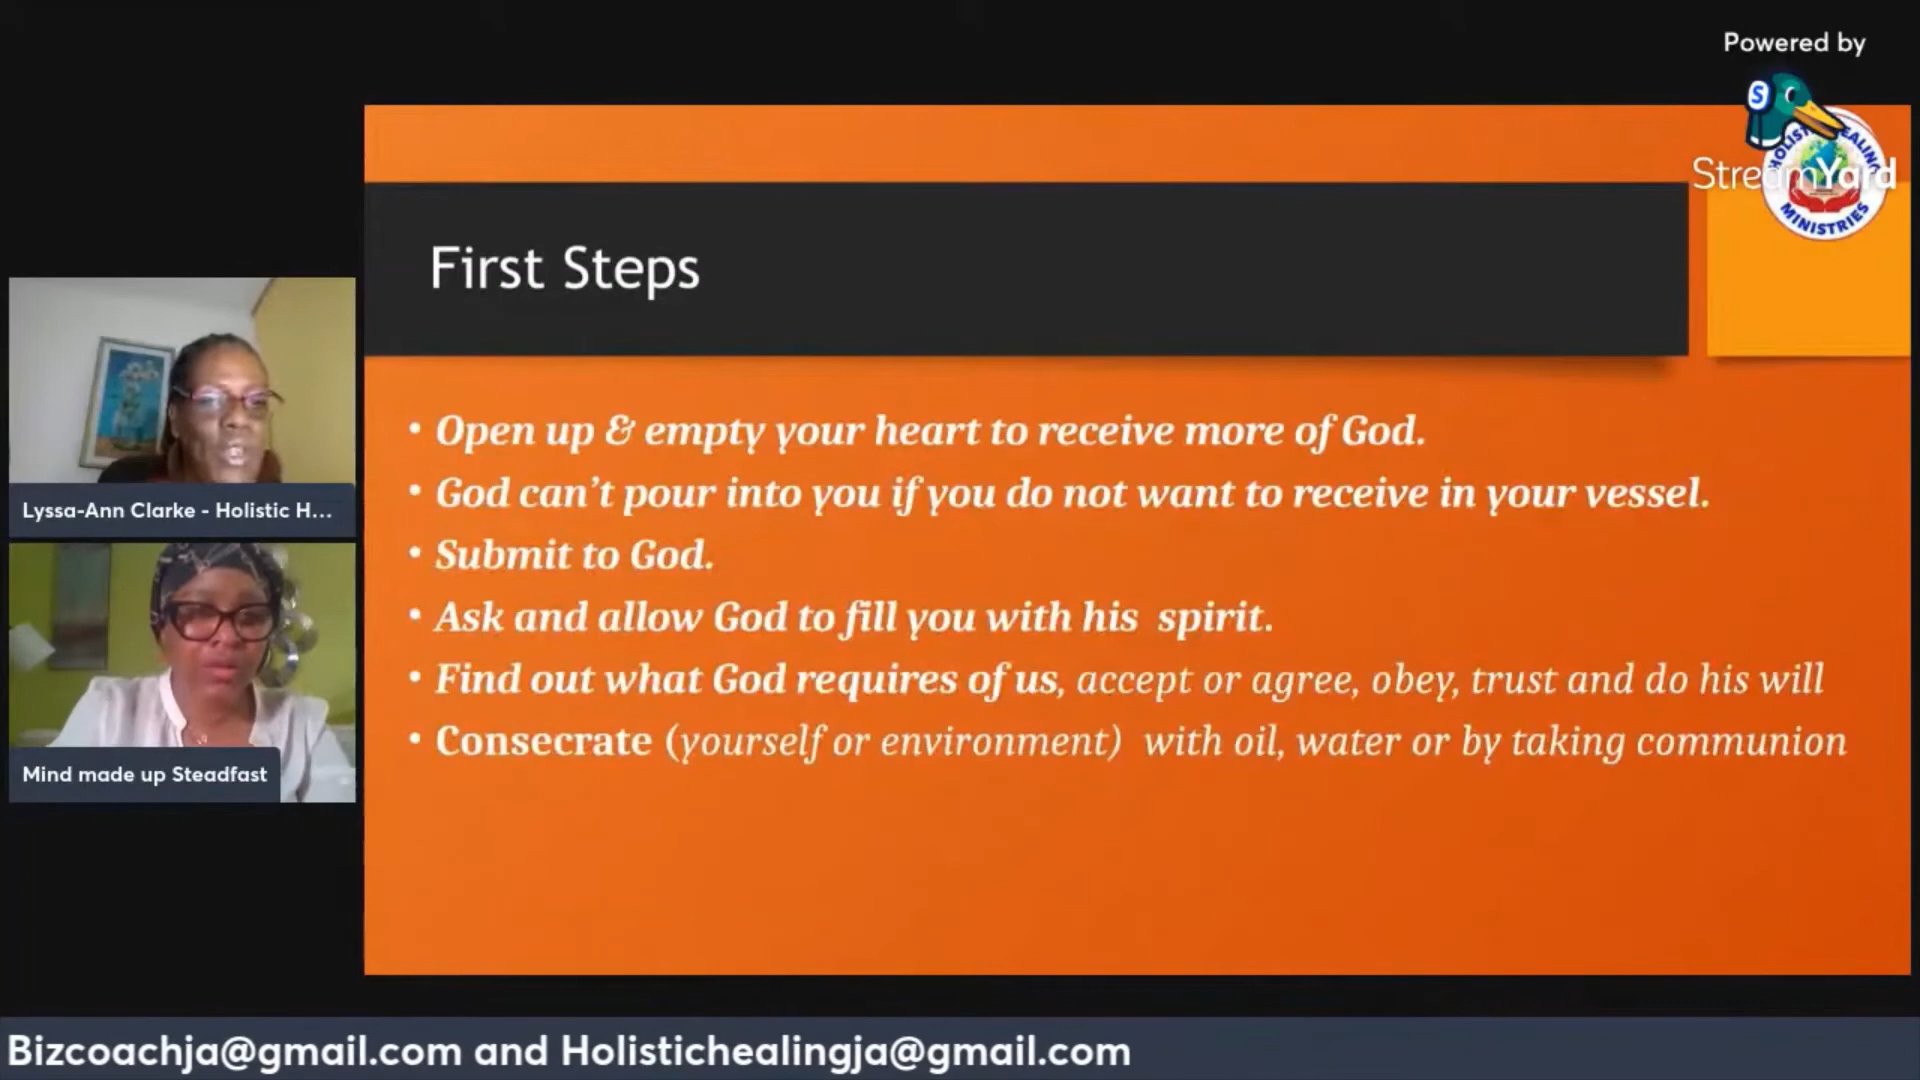 Powered by
S
StreamYard
HOLISTIC HEALING
MINISTRIES
First Steps
• Open up & empty your heart to receive more of God.
• God can't pour into you if you do not want to receive in your vessel.
• Submit to God.
• Ask and allow God to fill you with his spirit.
• Find out what God requires of us, accept or agree, obey, trust and do his will
• Consecrate (yourself or environment) with oil, water or by taking communion
Lyssa-Ann Clarke - Holistic H...
Mind made up Steadfast
Bizcoachja@gmail.com and Holistichealingja@gmail.com